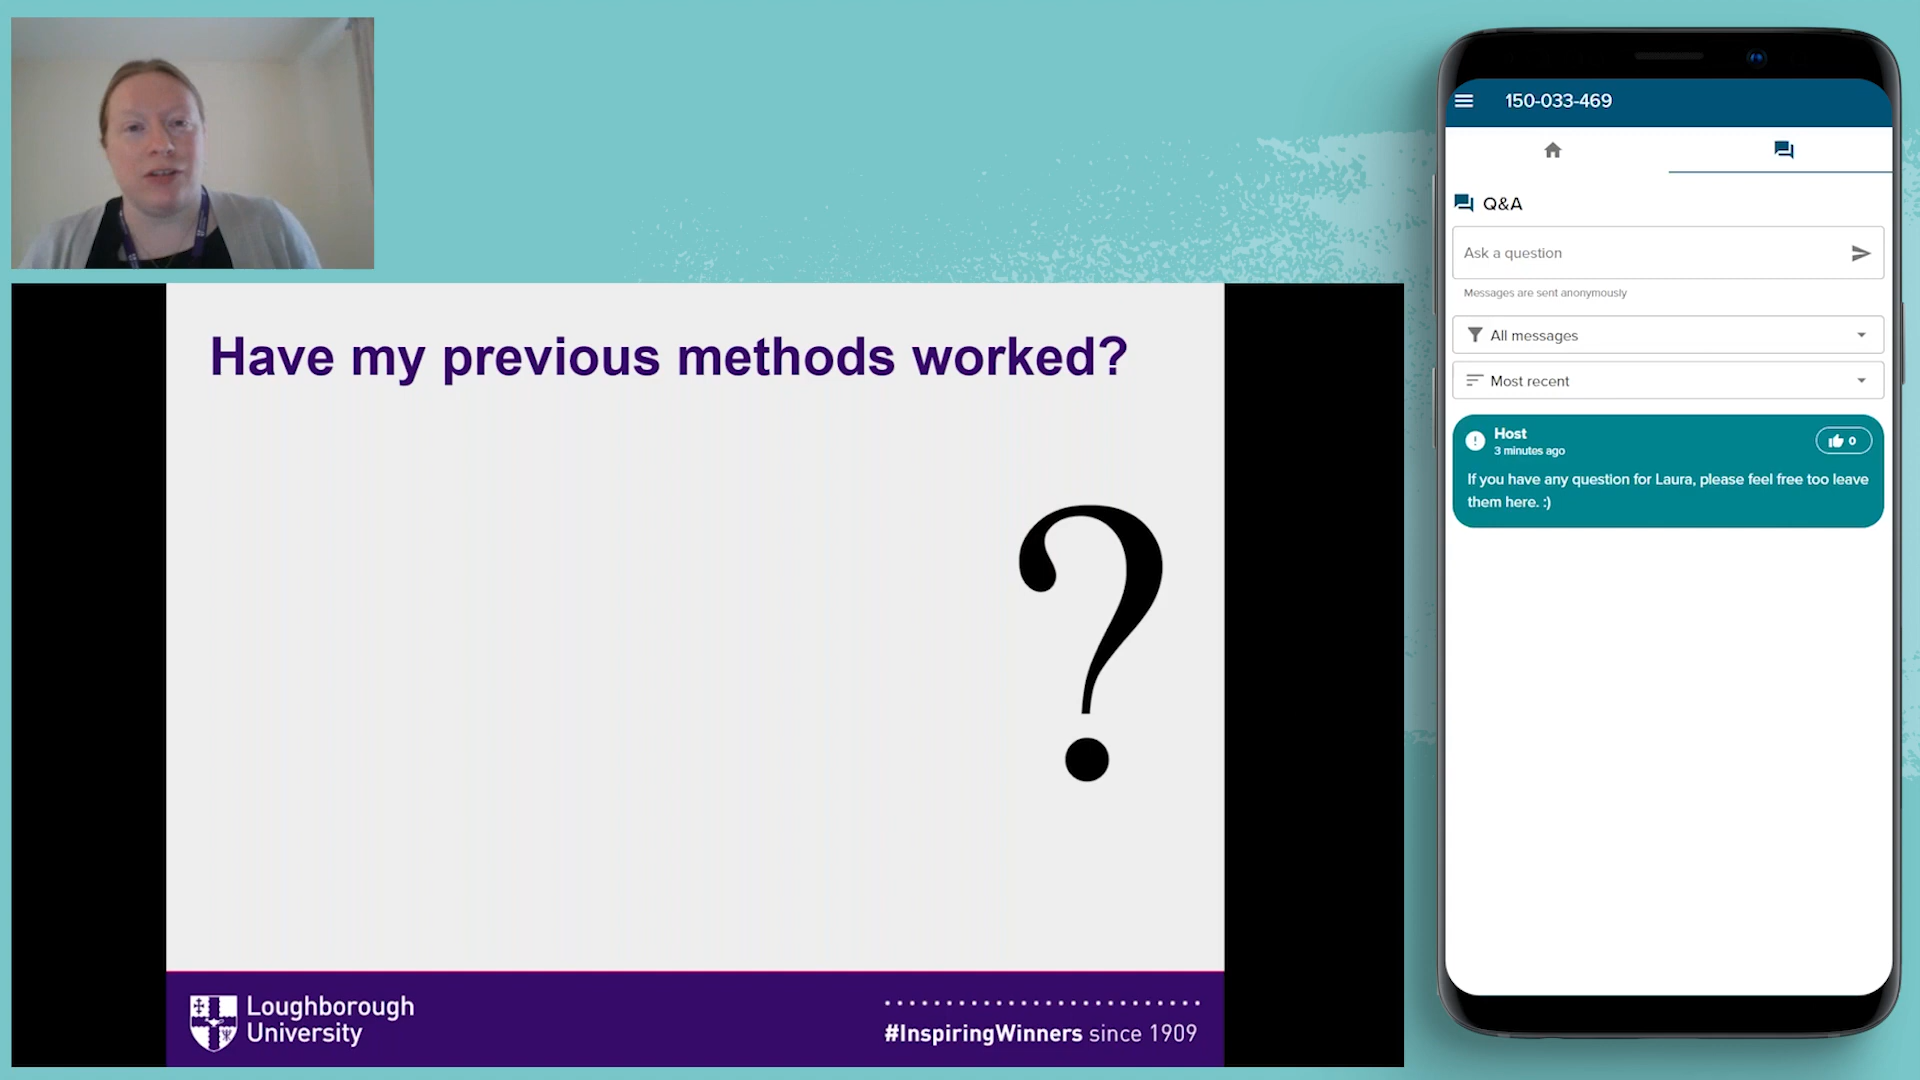 Have my previous methods worked?
?
Loughborough
University
#InspiringWinners since 1909
150-033-469
Q&A
Ask a question
Messages are sent anonymously
All messages
Most recent
Host
3 minutes ago
0
If you have any question for Laura, please feel free too leave
them here. :)